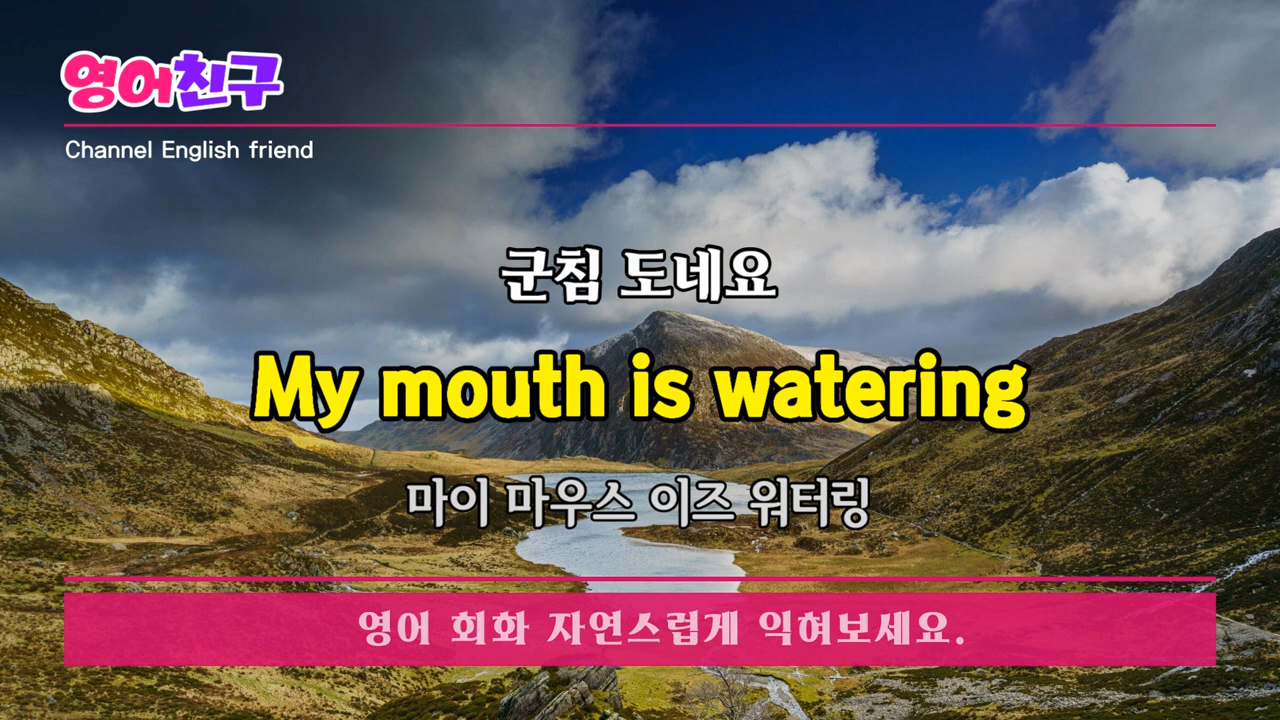 영어친구
Channel English friend
군침 도네요
My mouth is watering
마이 마우스 이즈 워터링
영어 회화 자연스럽게 익혀보세요.